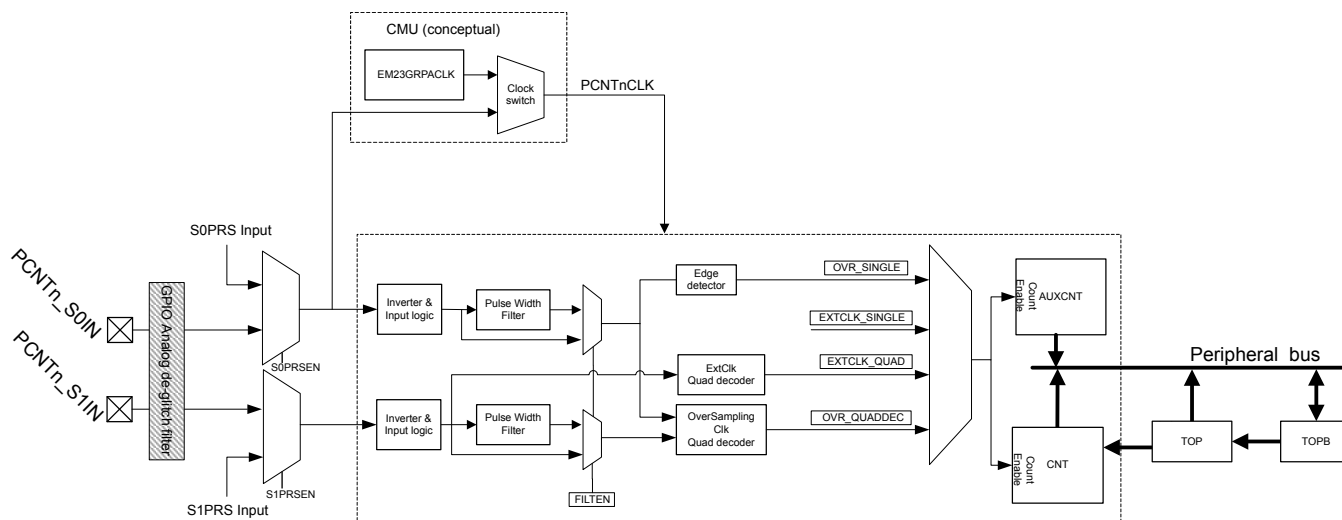 CMU (conceptual)
EM23GRPACLK
Clock
switch
PCNTnCLK
S0PRS Input
PCNTn_S0IN
PCNTn_S1IN
GPIO Analog de-glitch filter
S0PRSEN
S1PRS Input
S1PRSEN
Inverter &
Input logic
Pulse Width
Filter
Edge
detector
OVR_SINGLE
EXTCLK_SINGLE
ExtClk
Quad decoder
EXTCLK_QUAD
Inverter &
Input logic
Pulse Width
Filter
OverSampling
Clk
Quad decoder
OVR_QUADDEC
FILTEN
Count
Enable
AUXCNT
Peripheral bus
Count
Enable
CNT
TOP
TOPB